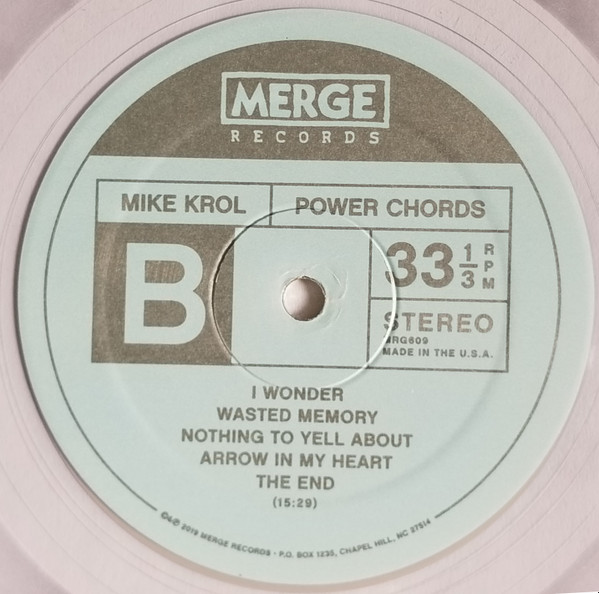 MERGE
RECORDS
MIKE KROL
POWER CHORDS
B
33 1/3 RPM
STEREO
MRG609
MADE IN THE U.S.A.
I WONDER
WASTED MEMORY
NOTHING TO YELL ABOUT
ARROW IN MY HEART
THE END
(15:29)
©&℗ 2019 MERGE RECORDS · P.O. BOX 1235, CHAPEL HILL, NC 27514